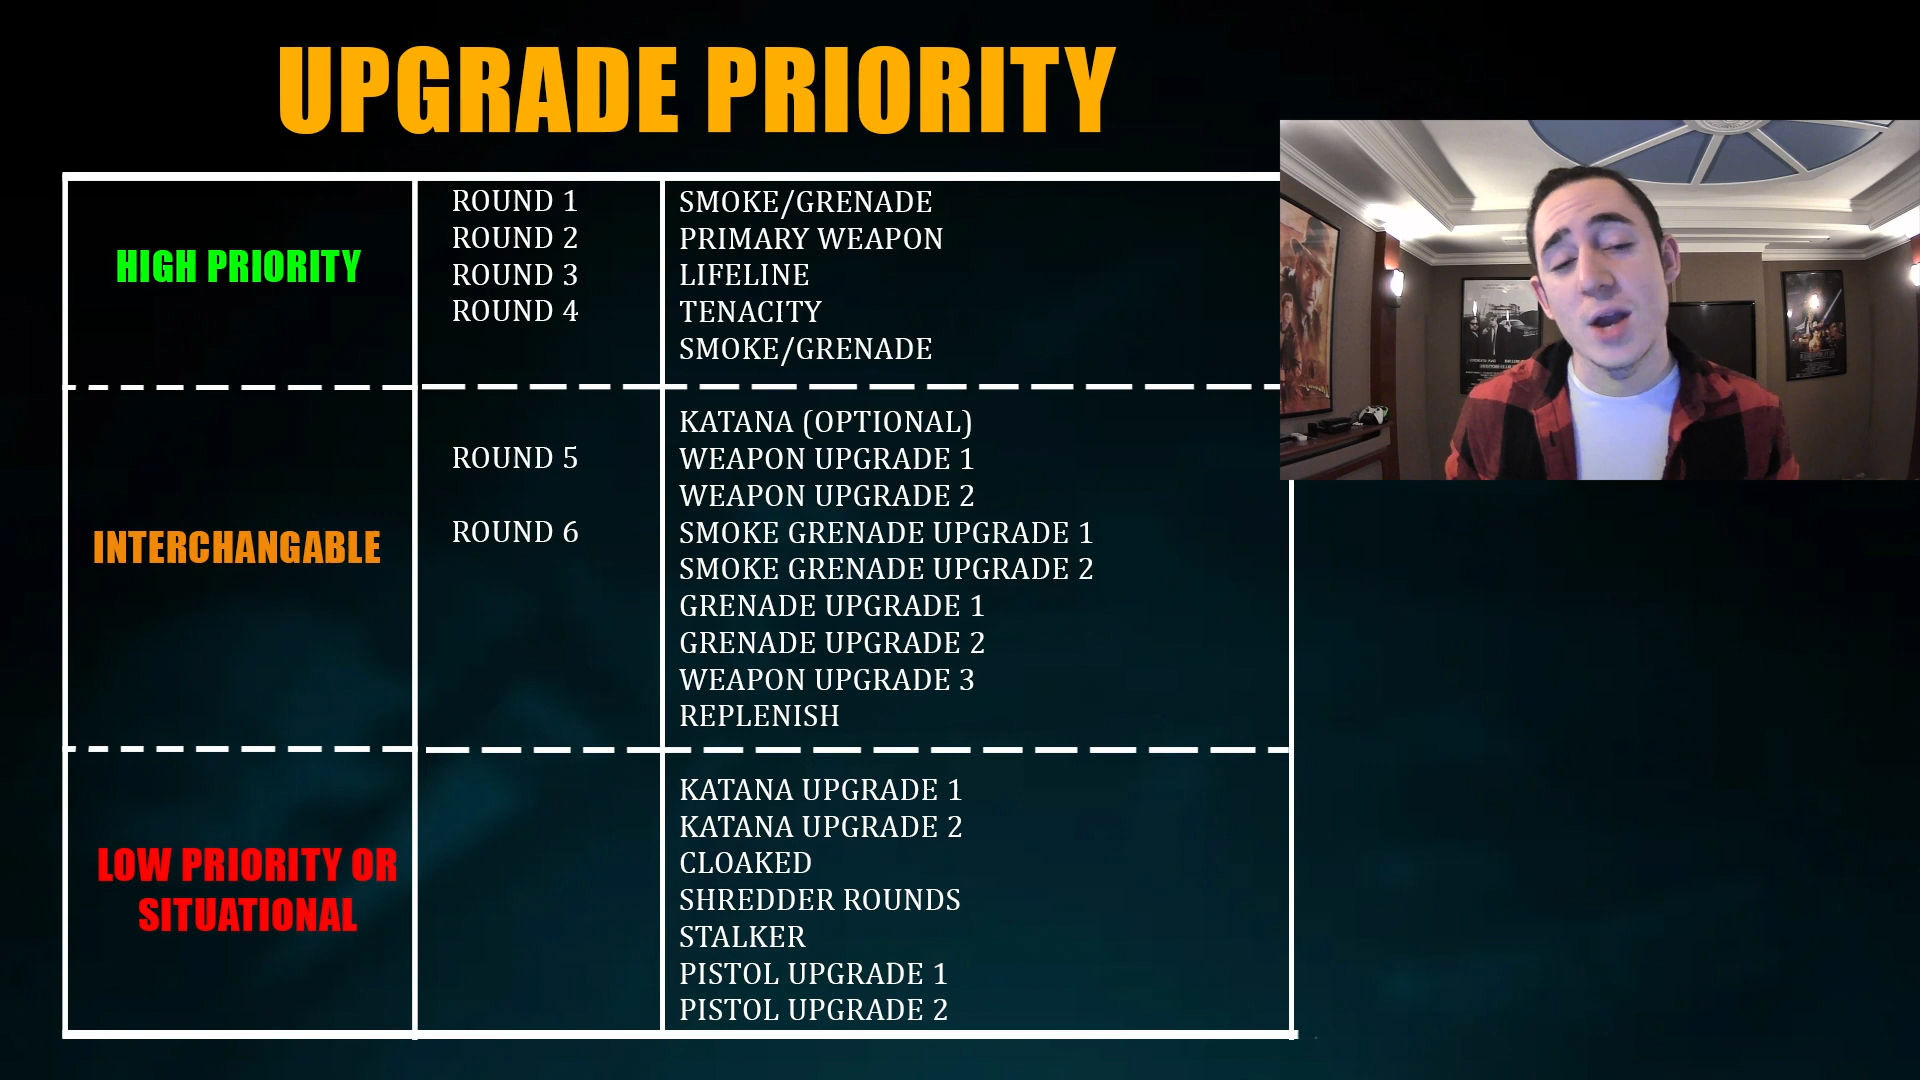 UPGRADE PRIORITY
HIGH PRIORITY
ROUND 1 SMOKE/GRENADE
ROUND 2 PRIMARY WEAPON
ROUND 3 LIFELINE
ROUND 4 TENACITY
SMOKE/GRENADE
INTERCHANGABLE
KATANA (OPTIONAL)
ROUND 5 WEAPON UPGRADE 1
WEAPON UPGRADE 2
ROUND 6 SMOKE GRENADE UPGRADE 1
SMOKE GRENADE UPGRADE 2
GRENADE UPGRADE 1
GRENADE UPGRADE 2
WEAPON UPGRADE 3
REPLENISH
LOW PRIORITY OR
SITUATIONAL
KATANA UPGRADE 1
KATANA UPGRADE 2
CLOAKED
SHREDDER ROUNDS
STALKER
PISTOL UPGRADE 1
PISTOL UPGRADE 2